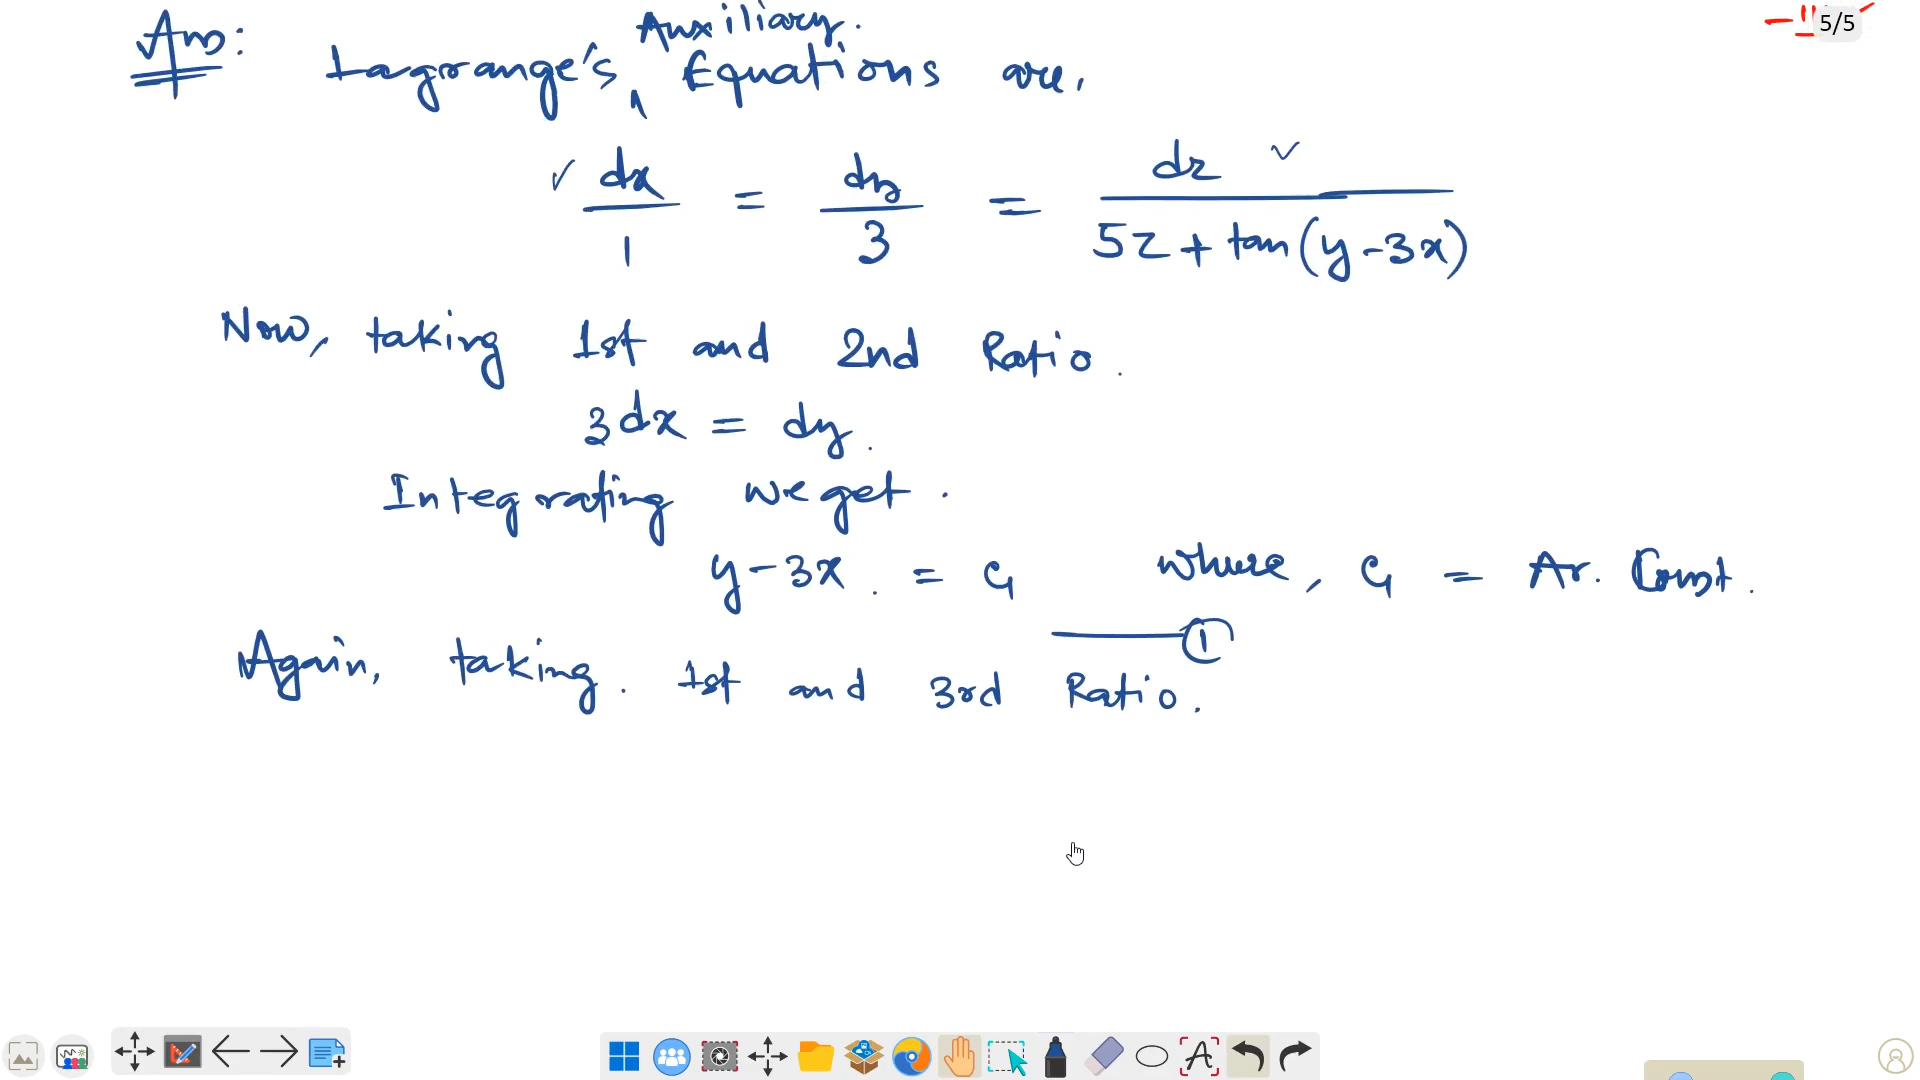 5/5
Ans: Lagrange's Auxiliary Equations are,
dx/1 = dy/3 = dz/(5z + tan(y-3x))
Now, taking 1st and 2nd Ratio.
3dx = dy.
Integrating we get.
y-3x. = c₁ where, c₁ = Ar. Const.
①
Again, taking. 1st and 3rd Ratio.